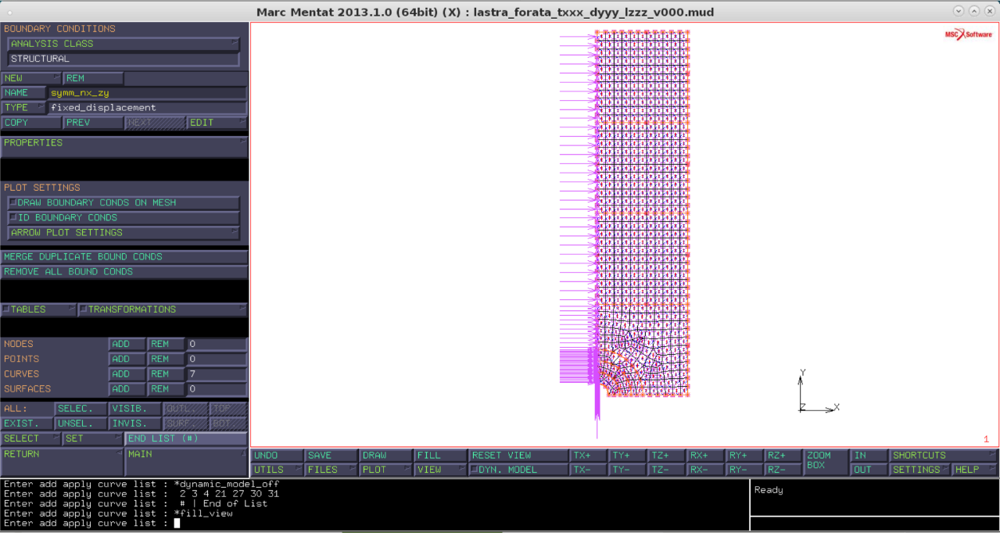 Marc Mentat 2013.1.0 (64bit) (X) : lastra_forata_txxx_dyyy_lzzz_v000.mud
BOUNDARY CONDITIONS
ANALYSIS CLASS
STRUCTURAL
NEW REM
NAME symm_nx_zy
TYPE fixed_displacement
COPY PREV NEXT EDIT
PROPERTIES
PLOT SETTINGS
DRAW BOUNDARY CONDS ON MESH
ID BOUNDARY CONDS
ARROW PLOT SETTINGS
MERGE DUPLICATE BOUND CONDS
REMOVE ALL BOUND CONDS
TABLES TRANSFORMATIONS
NODES ADD REM 0
POINTS ADD REM 0
CURVES ADD REM 7
SURFACES ADD REM 0
ALL: SELEC. VISIB. OUTL. TOP
EXIST. UNSEL. INVIS. SURF. BOT.
SELECT SET END LIST (#)
RETURN MAIN
MSC Software
Y
Z X
1
UNDO SAVE DRAW FILL RESET VIEW TX+ TY+ TZ+ RX+ RY+ RZ+ ZOOM BOX IN SHORTCUTS
UTILS FILES PLOT VIEW DYN. MODEL TX- TY- TZ- RX- RY- RZ- OUT SETTINGS HELP
Enter add apply curve list : *dynamic_model_off
Enter add apply curve list : 2 3 4 21 27 30 31
Enter add apply curve list : # | End of List
Enter add apply curve list : *fill_view
Enter add apply curve list :
Ready